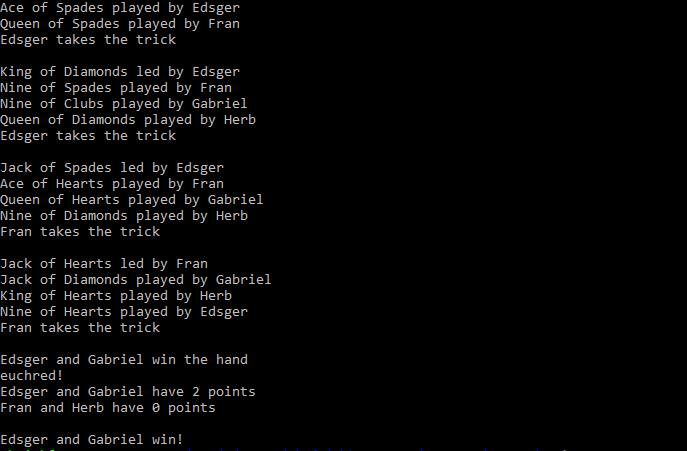 Ace of Spades played by Edsger
Queen of Spades played by Fran
Edsger takes the trick
King of Diamonds led by Edsger
Nine of Spades played by Fran
Nine of Clubs played by Gabriel
Queen of Diamonds played by Herb
Edsger takes the trick
Jack of Spades led by Edsger
Ace of Hearts played by Fran
Queen of Hearts played by Gabriel
Nine of Diamonds played by Herb
Fran takes the trick
Jack of Hearts led by Fran
Jack of Diamonds played by Gabriel
King of Hearts played by Herb
Nine of Hearts played by Edsger
Fran takes the trick
Edsger and Gabriel win the hand
euchred!
Edsger and Gabriel have 2 points
Fran and Herb have 0 points
Edsger and Gabriel win!